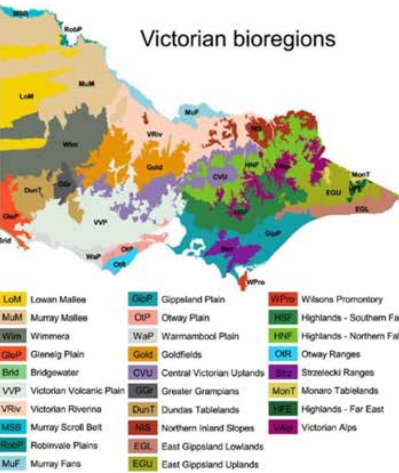 Victorian bioregions
MSB
RobP
MuM
LoM
MuF
VRiv
NIS
Wim
Gold
HNF
CVU
VAlp
MonT
DunT
GGr
EGU
HSF
EGL
GleP
VVP
GipP
Brid
WaP
OtP
Strz
OtR
WPro
LoM Lowan Mallee
MuM Murray Mallee
Wim Wimmera
GleP Glenelg Plain
Brid Bridgewater
VVP Victorian Volcanic Plain
VRiv Victorian Riverina
MSB Murray Scroll Belt
RobP Robinvale Plains
MuF Murray Fans
GipP Gippsland Plain
OtP Otway Plain
WaP Warrnambool Plain
Gold Goldfields
CVU Central Victorian Uplands
GGr Greater Grampians
DunT Dundas Tablelands
NIS Northern Inland Slopes
EGL East Gippsland Lowlands
EGU East Gippsland Uplands
WPro Wilsons Promontory
HSF Highlands - Southern Fal
HNF Highlands - Northern Fal
OtR Otway Ranges
Strz Strzelecki Ranges
MonT Monaro Tablelands
HFE Highlands - Far East
VAlp Victorian Alps